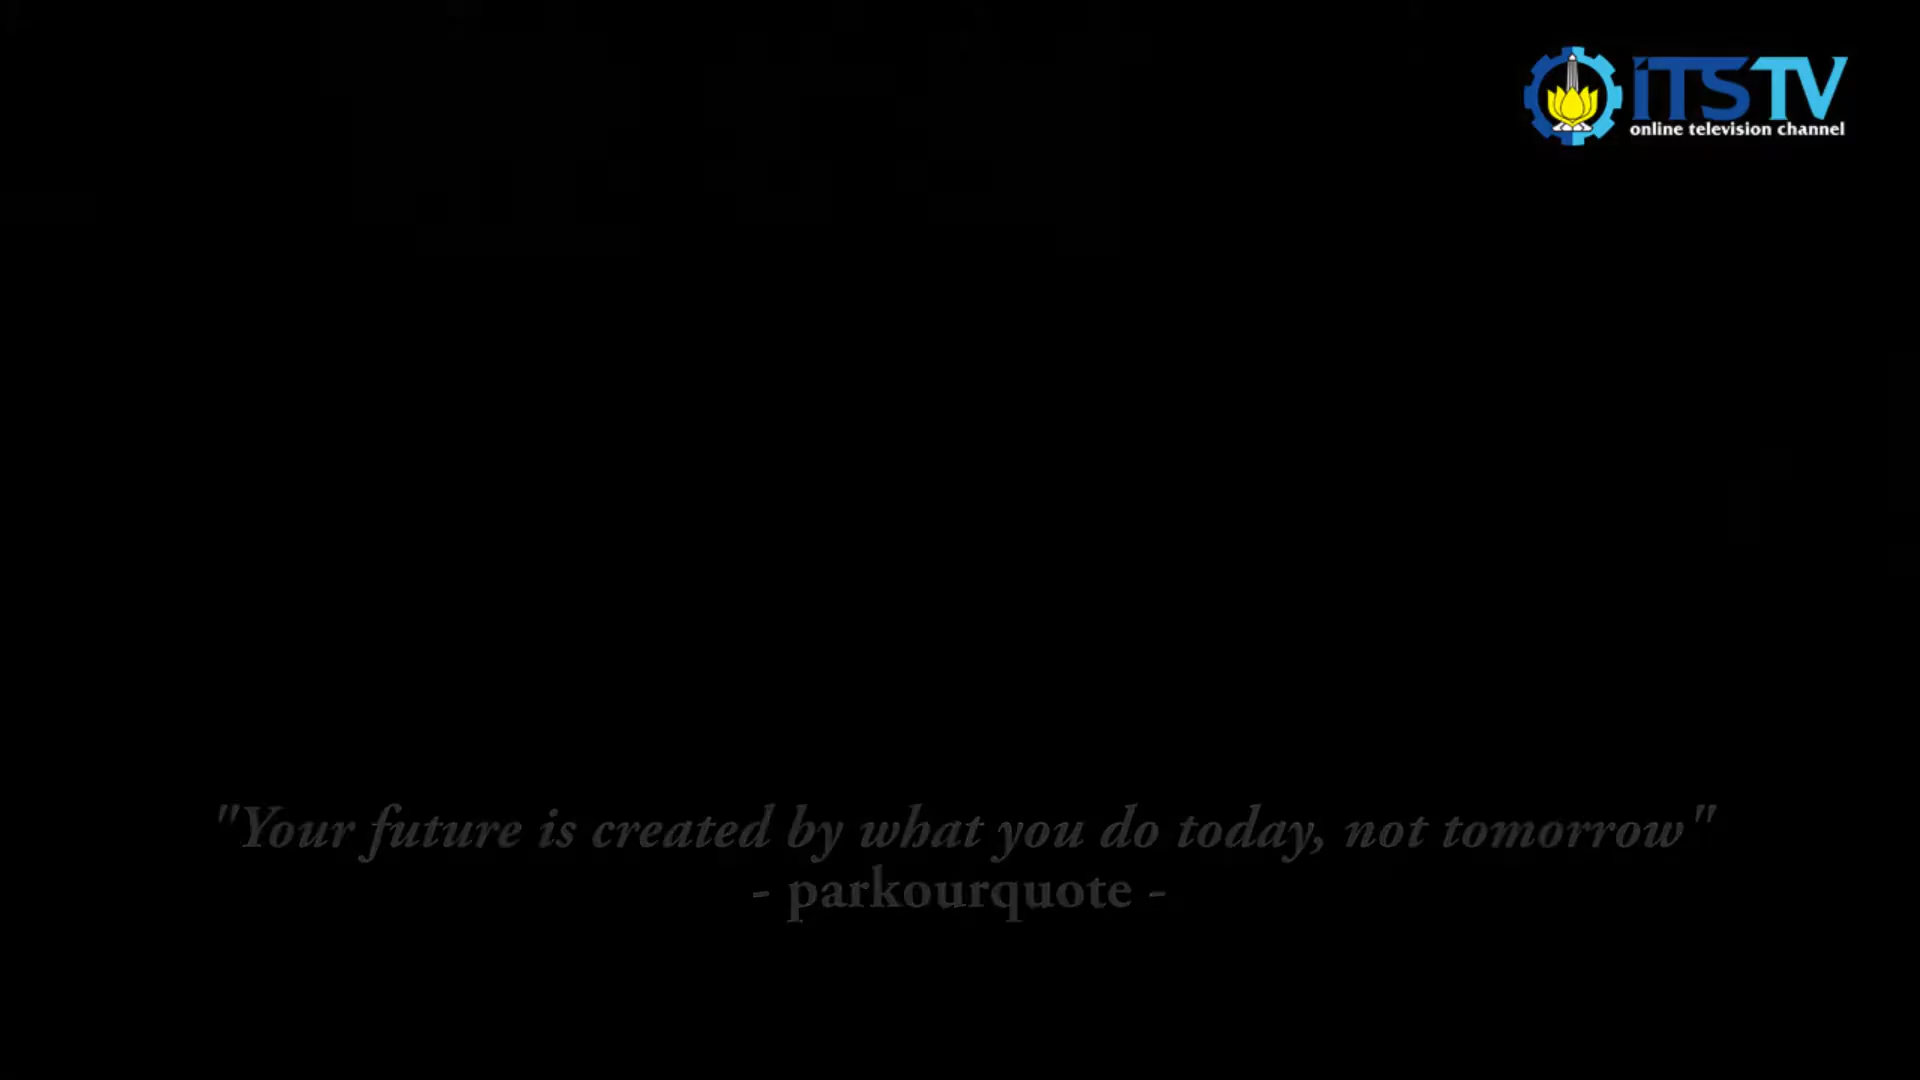 iTSTV
online television channel
"Your future is created by what you do today, not tomorrow"
- parkourquote -